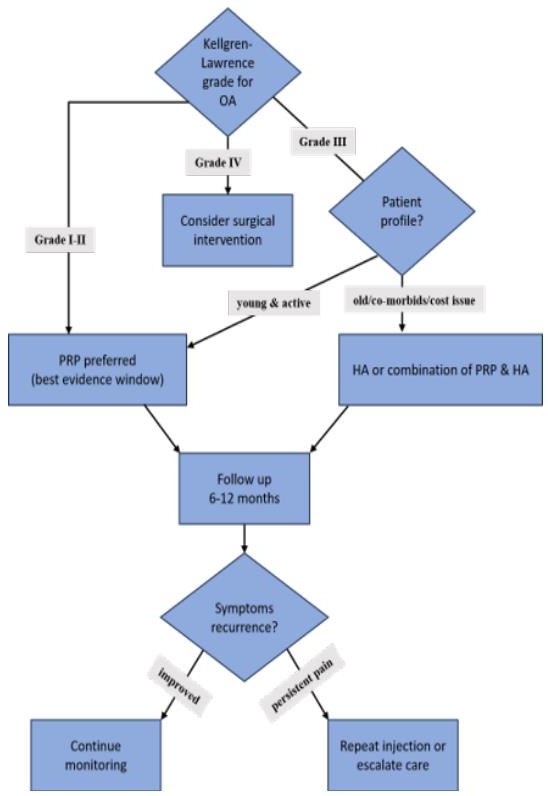 Kellgren-
Lawrence
grade for
OA
Grade III
Grade IV
Patient
profile?
Consider surgical
intervention
Grade I-II
young & active
old/co-morbids/cost issue
PRP preferred
(best evidence window)
HA or combination of PRP & HA
Follow up
6-12 months
Symptoms
recurrence?
improved
persistent pain
Continue
monitoring
Repeat injection or
escalate care